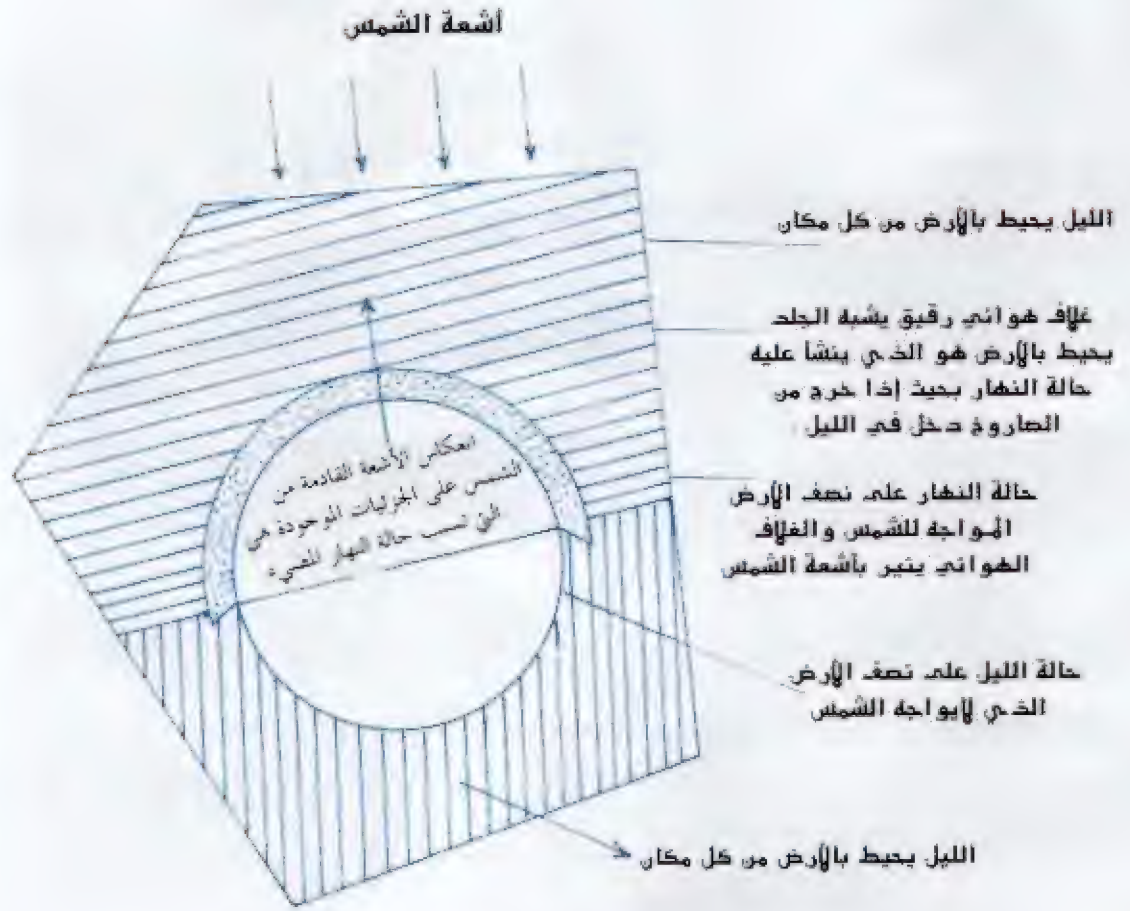 أشعة الشمس
الليل يحيط بالأرض من كل مكان
غلاف هوائي رقيق يشبه الجلد
يحيط بالأرض هو الذي ينشأ عليه
حالة النهار بحيث إذا خرج من
الصاروخ دخل في الليل
انعكاس الأشعة القادمة من
الشمس على الجزئيات الموجودة هي
التي تسبب حالة النهار المضيء
حالة النهار على نصف الأرض
المواجه للشمس والغلاف
الهوائي ينير بأشعة الشمس
حالة الليل على نصف الأرض
الذي لايواجه الشمس
الليل يحيط بالأرض من كل مكان